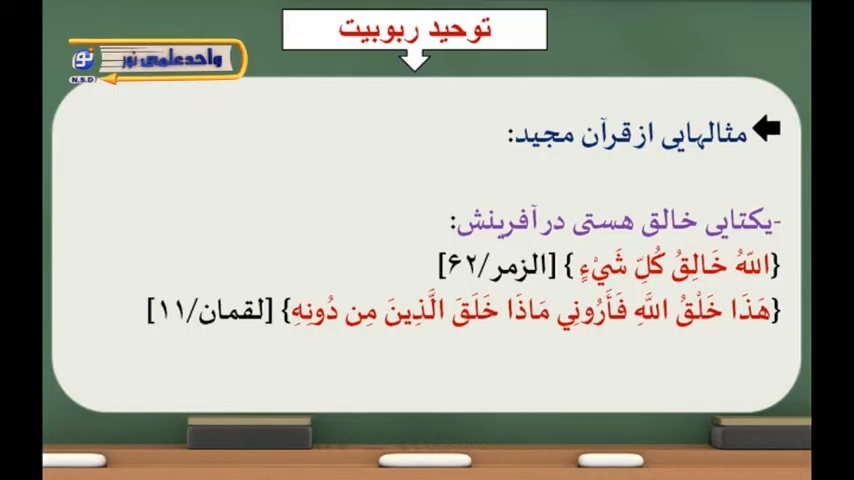 توحید ربوبیت
واحد علمی نور
نور
N.S.D
مثالهایی از قرآن مجید:
-یکتایی خالق هستی در آفرینش:
{اللّهُ خَالِقُ كُلِّ شَيْءٍ} [الزمر/۶۲]
{هَذَا خَلْقُ اللَّهِ فَأَرُونِي مَاذَا خَلَقَ الَّذِينَ مِن دُونِهِ} [لقمان/۱۱]